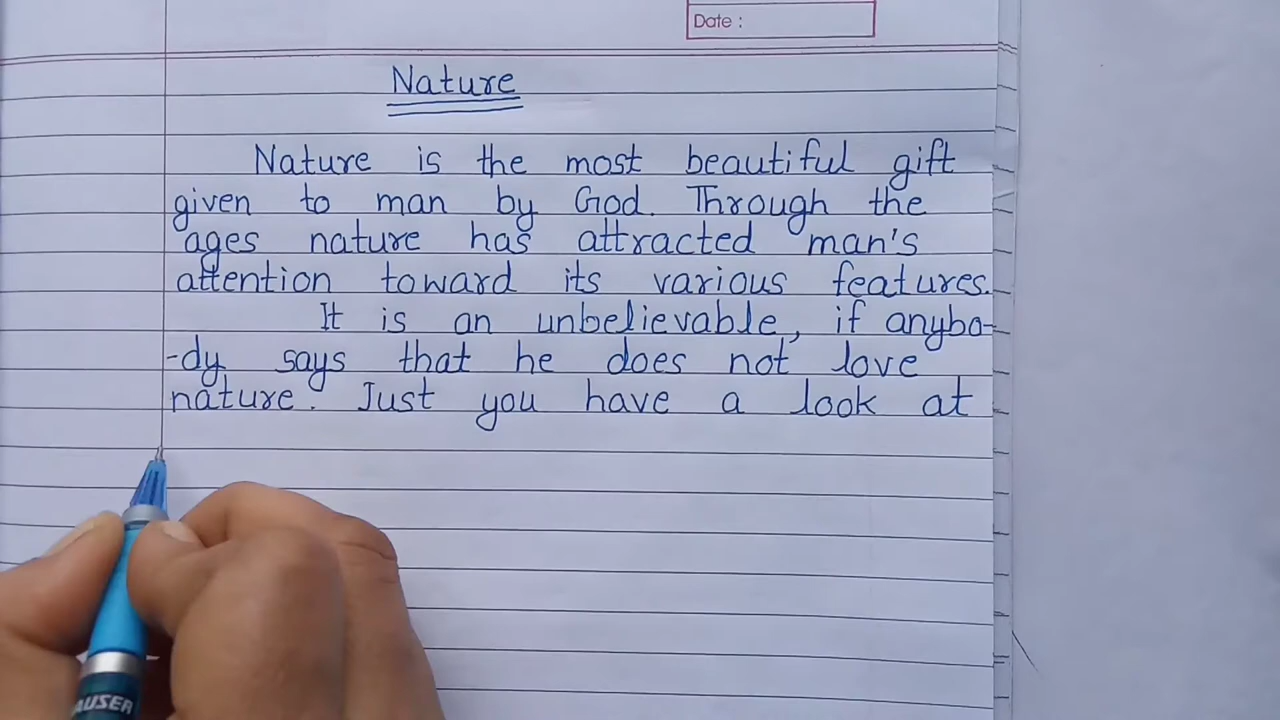 Date :
Nature
Nature is the most beautiful gift
given to man by God. Through the
ages nature has attracted man's
attention toward its various features.
It is an unbelievable, if anybo-
-dy says that he does not love
nature. Just you have a look at
AUSER